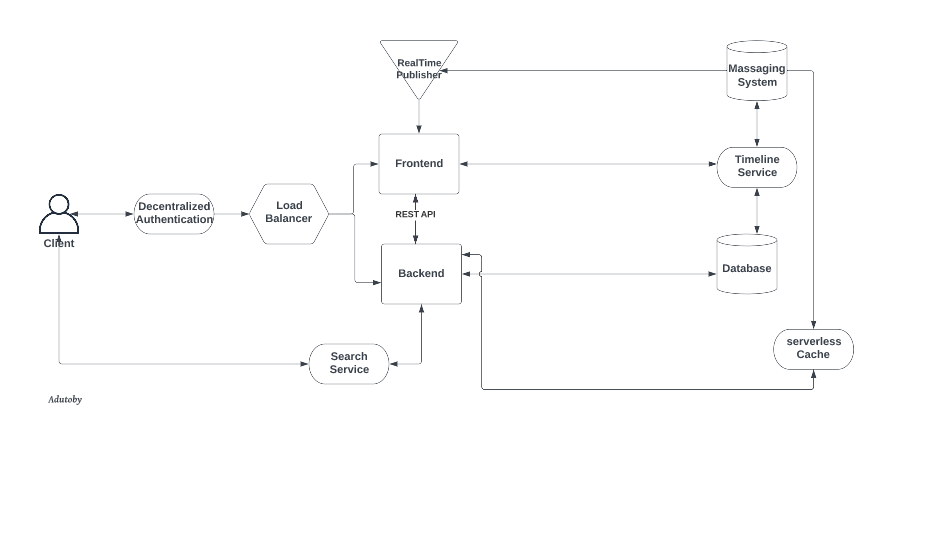 RealTime
Publisher
Massaging
System
Frontend
Timeline
Service
Decentralized
Authentication
Load
Balancer
REST API
Client
Backend
Database
serverless
Cache
Search
Service
Adutoby